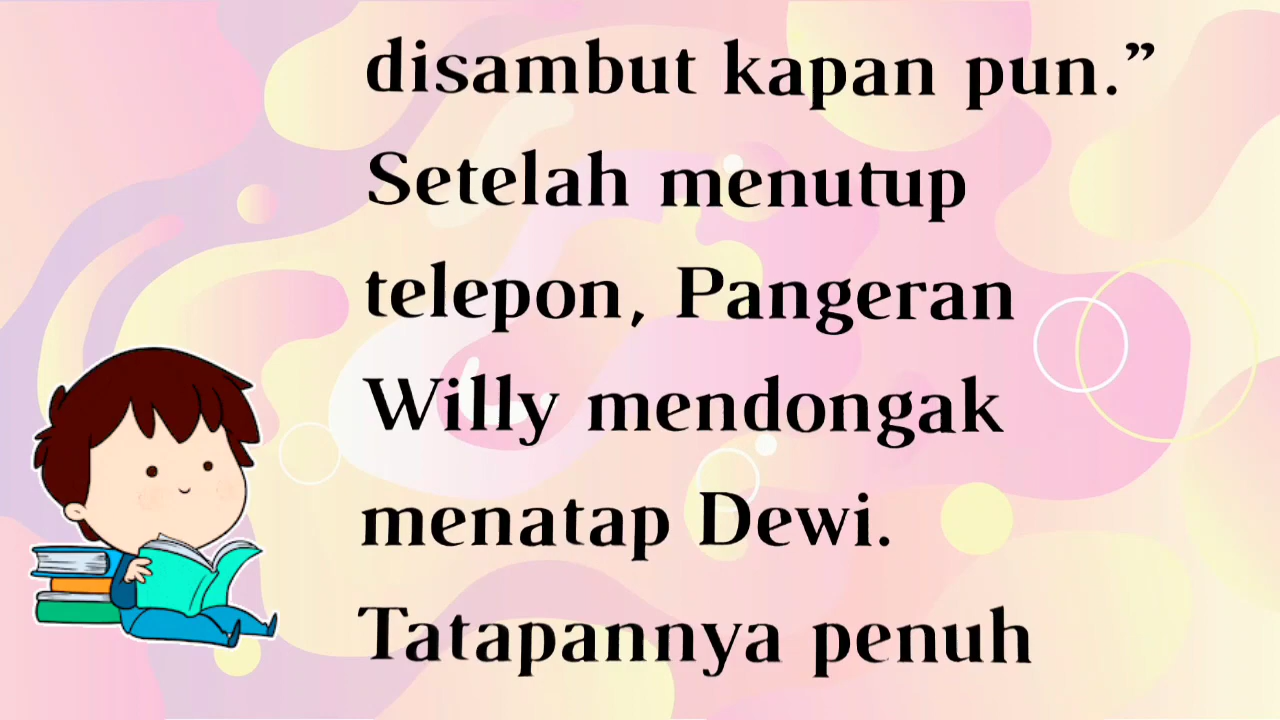 disambut kapan pun.”
Setelah menutup
telepon, Pangeran
Willy mendongak
menatap Dewi.
Tatapannya penuh